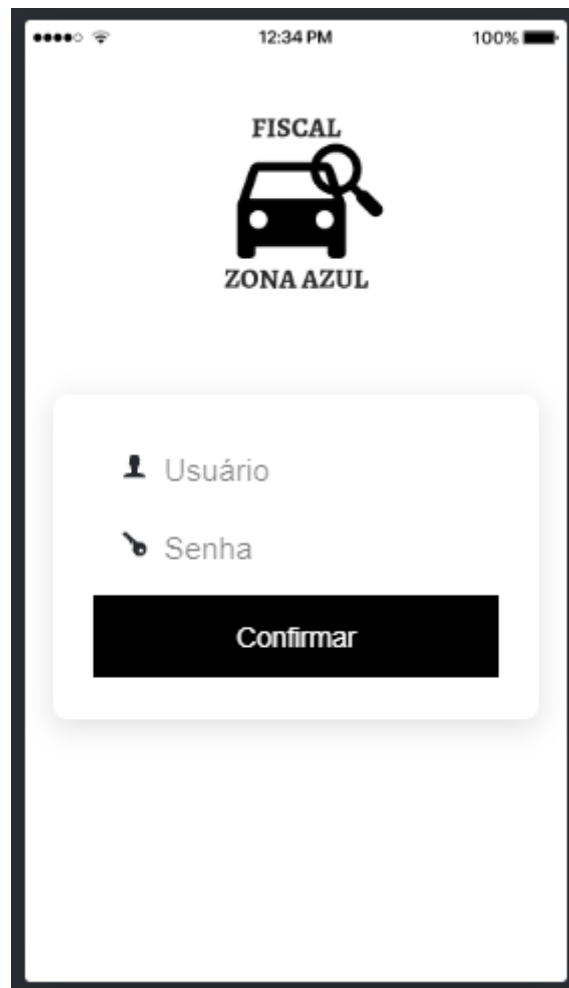 12:34 PM 100%
FISCAL
ZONA AZUL
Usuário
Senha
Confirmar